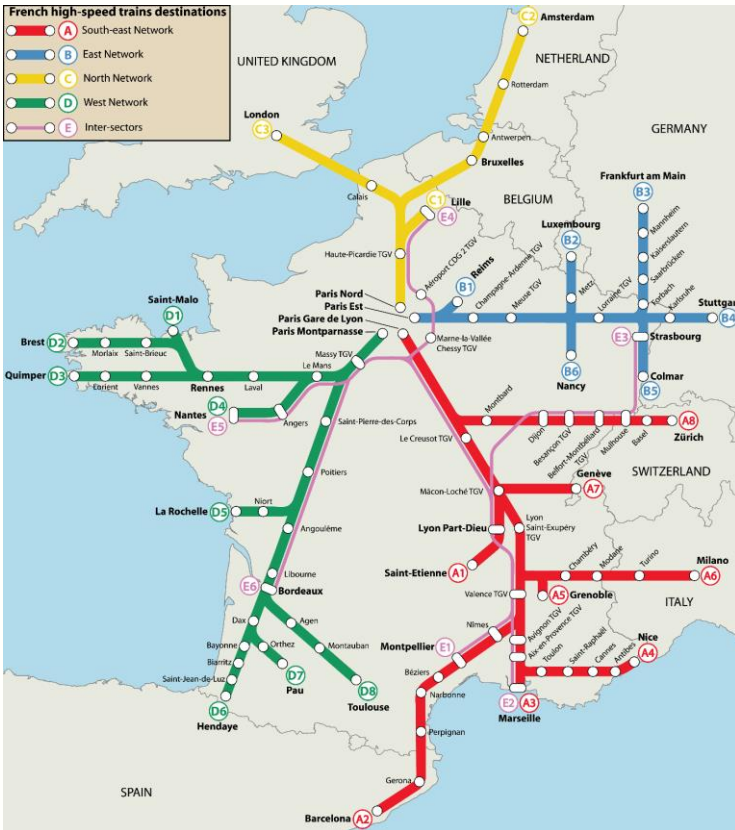 French high-speed trains destinations
A South-east Network
B East Network
C North Network
D West Network
E Inter-sectors
C2 Amsterdam
UNITED KINGDOM
NETHERLAND
Rotterdam
London
C3
Antwerpen
GERMANY
Bruxelles
Calais
BELGIUM
Frankfurt am Main
B3
C1 Lille
E4
Luxembourg
B2
Mannheim
Kaiserslautern
Saarbrücken
Forbach
Karlsruhe
Haute-Picardie TGV
Aéroport CDG 2 TGV
Reims
B1
Champagne-Ardenne TGV
Meuse TGV
Metz
Lorraine TGV
Stuttgart
B4
Paris Nord
Paris Est
Paris Gare de Lyon
Paris Montparnasse
Saint-Malo
D1
Brest D2
Morlaix
Saint-Brieuc
Quimper D3
Lorient
Vannes
Rennes
Laval
Le Mans
Massy TGV
Marne-la-Vallée
Chessy TGV
E3 Strasbourg
B6
Nancy
Colmar
B5
D4
Nantes
E5
Angers
Saint-Pierre-des-Corps
Montbard
Le Creusot TGV
Dijon
Besançon TGV
Belfort-Montbéliard
TGV
Mulhouse
Basel
A8
Zürich
SWITZERLAND
Poitiers
Mâcon-Loché TGV
Genève
A7
La Rochelle D5
Niort
Angoulême
Lyon Part-Dieu
Lyon
Saint-Exupéry
TGV
Saint-Etienne A1
Chambéry
Modane
Turino
Milano
A6
Libourne
E6
Bordeaux
Valence TGV
A5 Grenoble
ITALY
Dax
Agen
Nîmes
Avignon TGV
Aix-en-Provence TGV
Bayonne
Orthez
Montauban
Montpellier E1
Toulon
Saint-Raphaël
Cannes
Antibes
Nice
A4
Biarritz
Saint-Jean-de-Luz
D7
Pau
D8
Toulouse
Béziers
Narbonne
E2 A3
Marseille
D6
Hendaye
Perpignan
SPAIN
Gerona
Barcelona A2